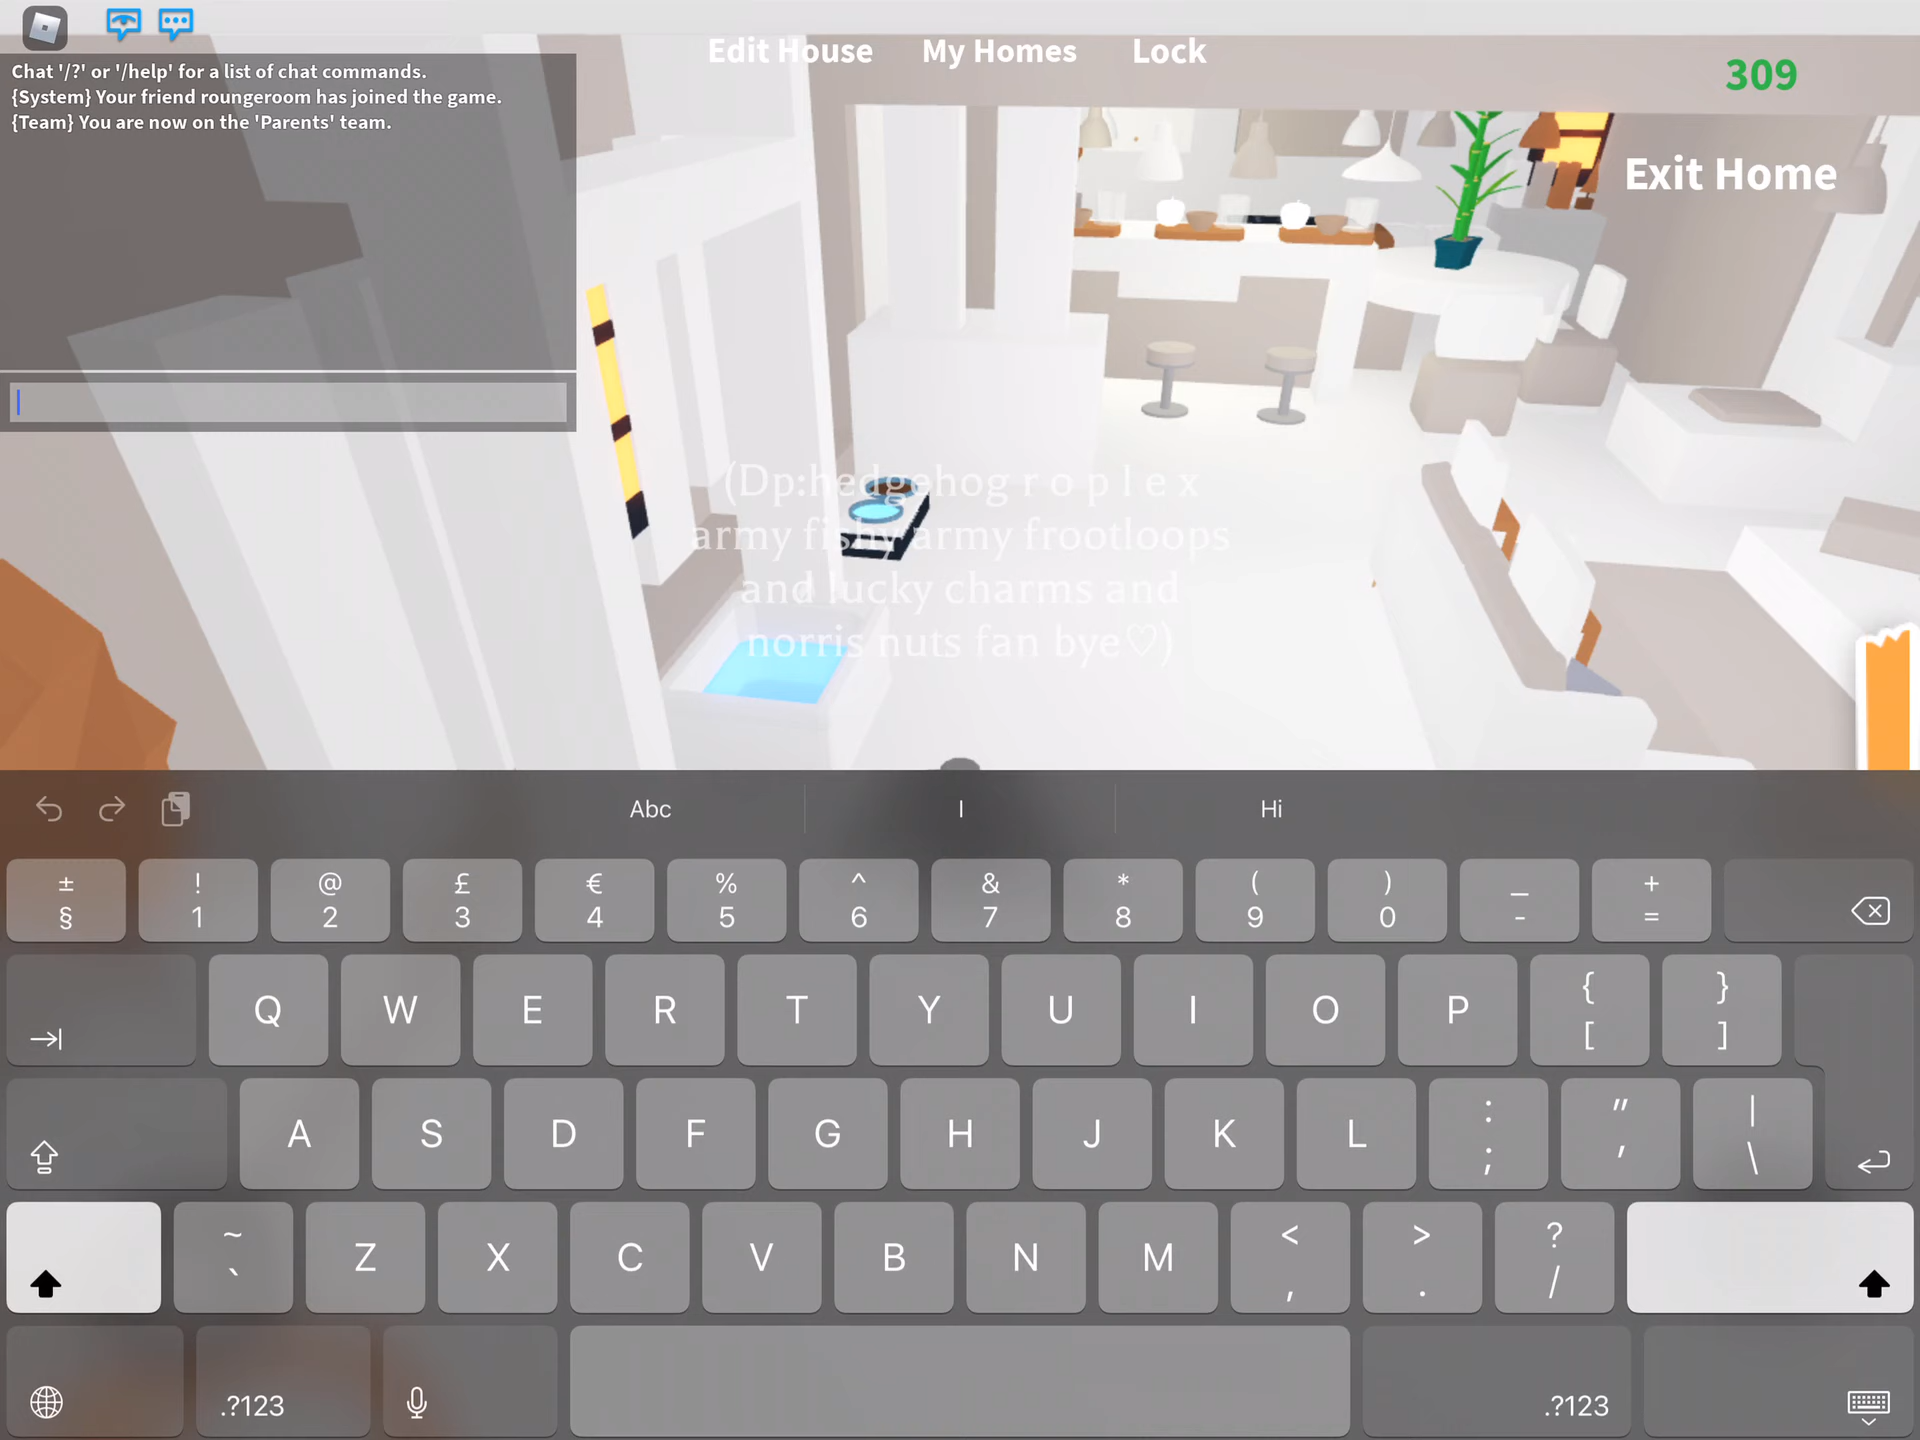 Edit House My Homes Lock
309
Chat '/?' or '/help' for a list of chat commands.
{System} Your friend roungeroom has joined the game.
{Team} You are now on the 'Parents' team.
Exit Home
(Dp:hedgehog r o p l e x
army fishy army frootloops
and lucky charms and
norris nuts fan bye♡)
Abc I Hi
± ! @ £ € % ^ & * ( ) _ +
§ 1 2 3 4 5 6 7 8 9 0 - =
Q W E R T Y U I O P { }
[ ]
A S D F G H J K L : " |
; ' \
~ Z X C V B N M < > ?
` , . /
.?123 .?123